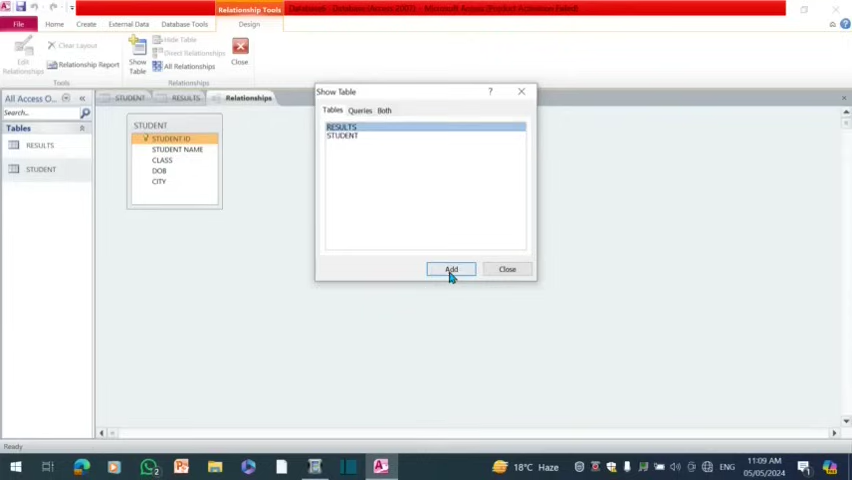 Relationship Tools
Database6 : Database (Access 2007) - Microsoft Access (Product Activation Failed)
File
Home
Create
External Data
Database Tools
Design
Edit
Relationships
Clear Layout
Relationship Report
Tools
Show
Table
Hide Table
Direct Relationships
All Relationships
Relationships
Close
All Access O...
Search...
Tables
RESULTS
STUDENT
STUDENT
RESULTS
Relationships
STUDENT
STUDENT ID
STUDENT NAME
CLASS
DOB
CITY
Show Table
Tables
Queries
Both
RESULTS
STUDENT
Add
Close
Ready
2
18°C Haze
ENG
11:09 AM
05/05/2024
1